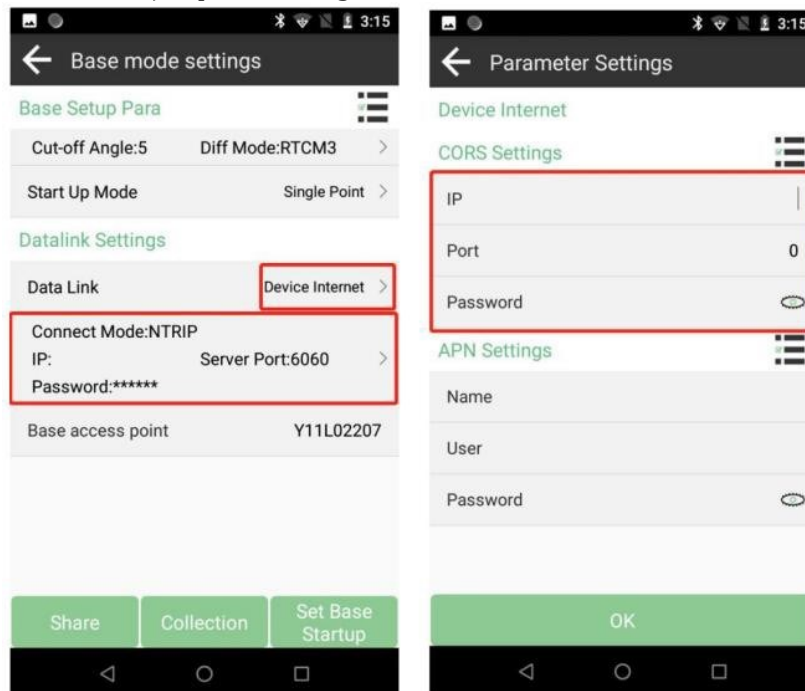 3:15
Base mode settings
Base Setup Para
Cut-off Angle:5 Diff Mode:RTCM3 >
Start Up Mode Single Point >
Datalink Settings
Data Link Device Internet >
Connect Mode:NTRIP
IP: Server Port:6060 >
Password:******
Base access point Y11L02207
Share Collection Set Base
Startup
3:15
Parameter Settings
Device Internet
CORS Settings
IP
Port 0
Password
APN Settings
Name
User
Password
OK